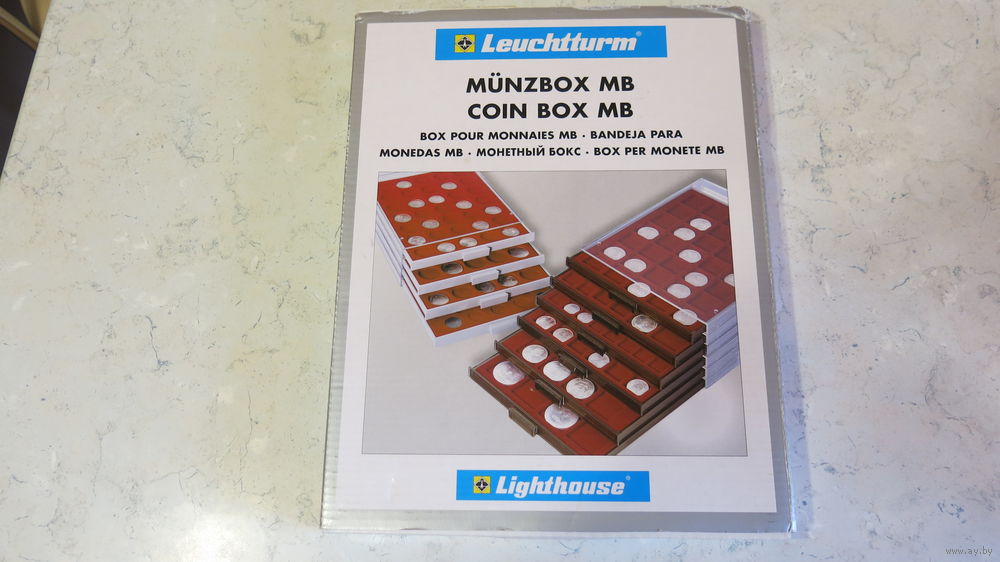 Leuchtturm®
MÜNZBOX MB
COIN BOX MB
BOX POUR MONNAIES MB · BANDEJA PARA
MONEDAS MB · МОНЕТНЫЙ БОКС · BOX PER MONETE MB
Lighthouse®
www.ay.by